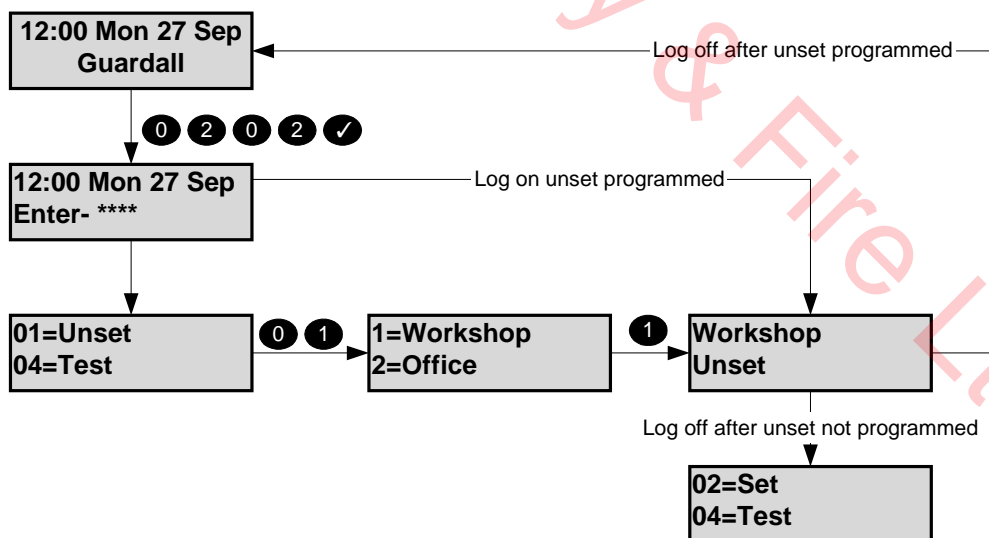 12:00 Mon 27 Sep
Guardall
Log off after unset programmed
0 2 0 2 ✓
12:00 Mon 27 Sep
Enter- ****
Log on unset programmed
01=Unset
04=Test
0 1
1=Workshop
2=Office
1
Workshop
Unset
Log off after unset not programmed
02=Set
04=Test
y & Fire L